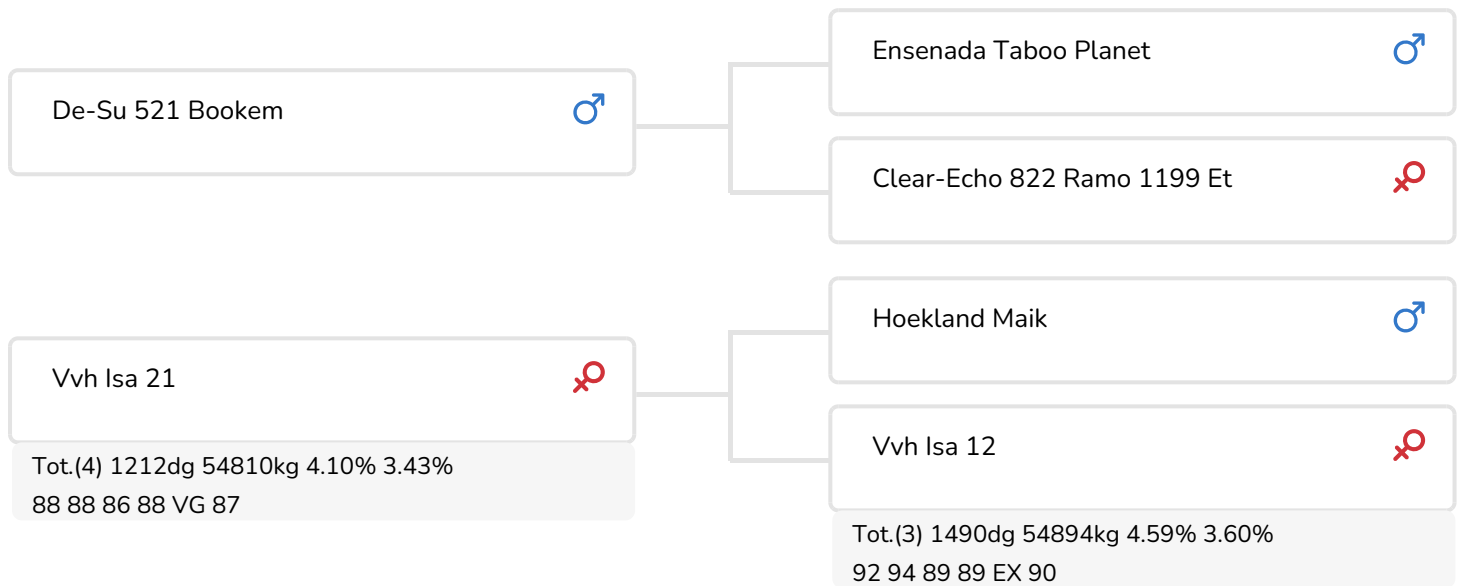 De-Su 521 Bookem
Ensenada Taboo Planet
Clear-Echo 822 Ramo 1199 Et
Vvh Isa 21
Tot.(4) 1212dg 54810kg 4.10% 3.43%
88 88 86 88 VG 87
Hoekland Maik
Vvh Isa 12
Tot.(3) 1490dg 54894kg 4.59% 3.60%
92 94 89 89 EX 90